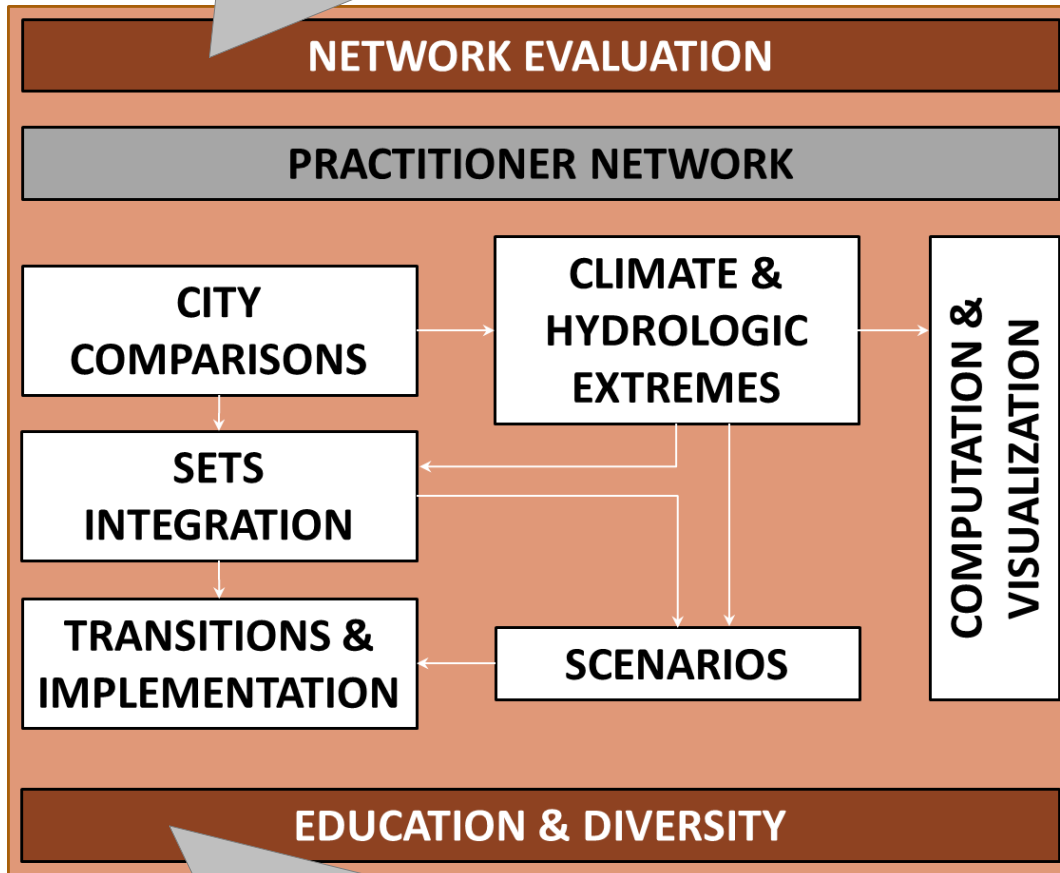 NETWORK EVALUATION
PRACTITIONER NETWORK
CITY
COMPARISONS
CLIMATE &
HYDROLOGIC
EXTREMES
COMPUTATION &
VISUALIZATION
SETS
INTEGRATION
TRANSITIONS &
IMPLEMENTATION
SCENARIOS
EDUCATION & DIVERSITY